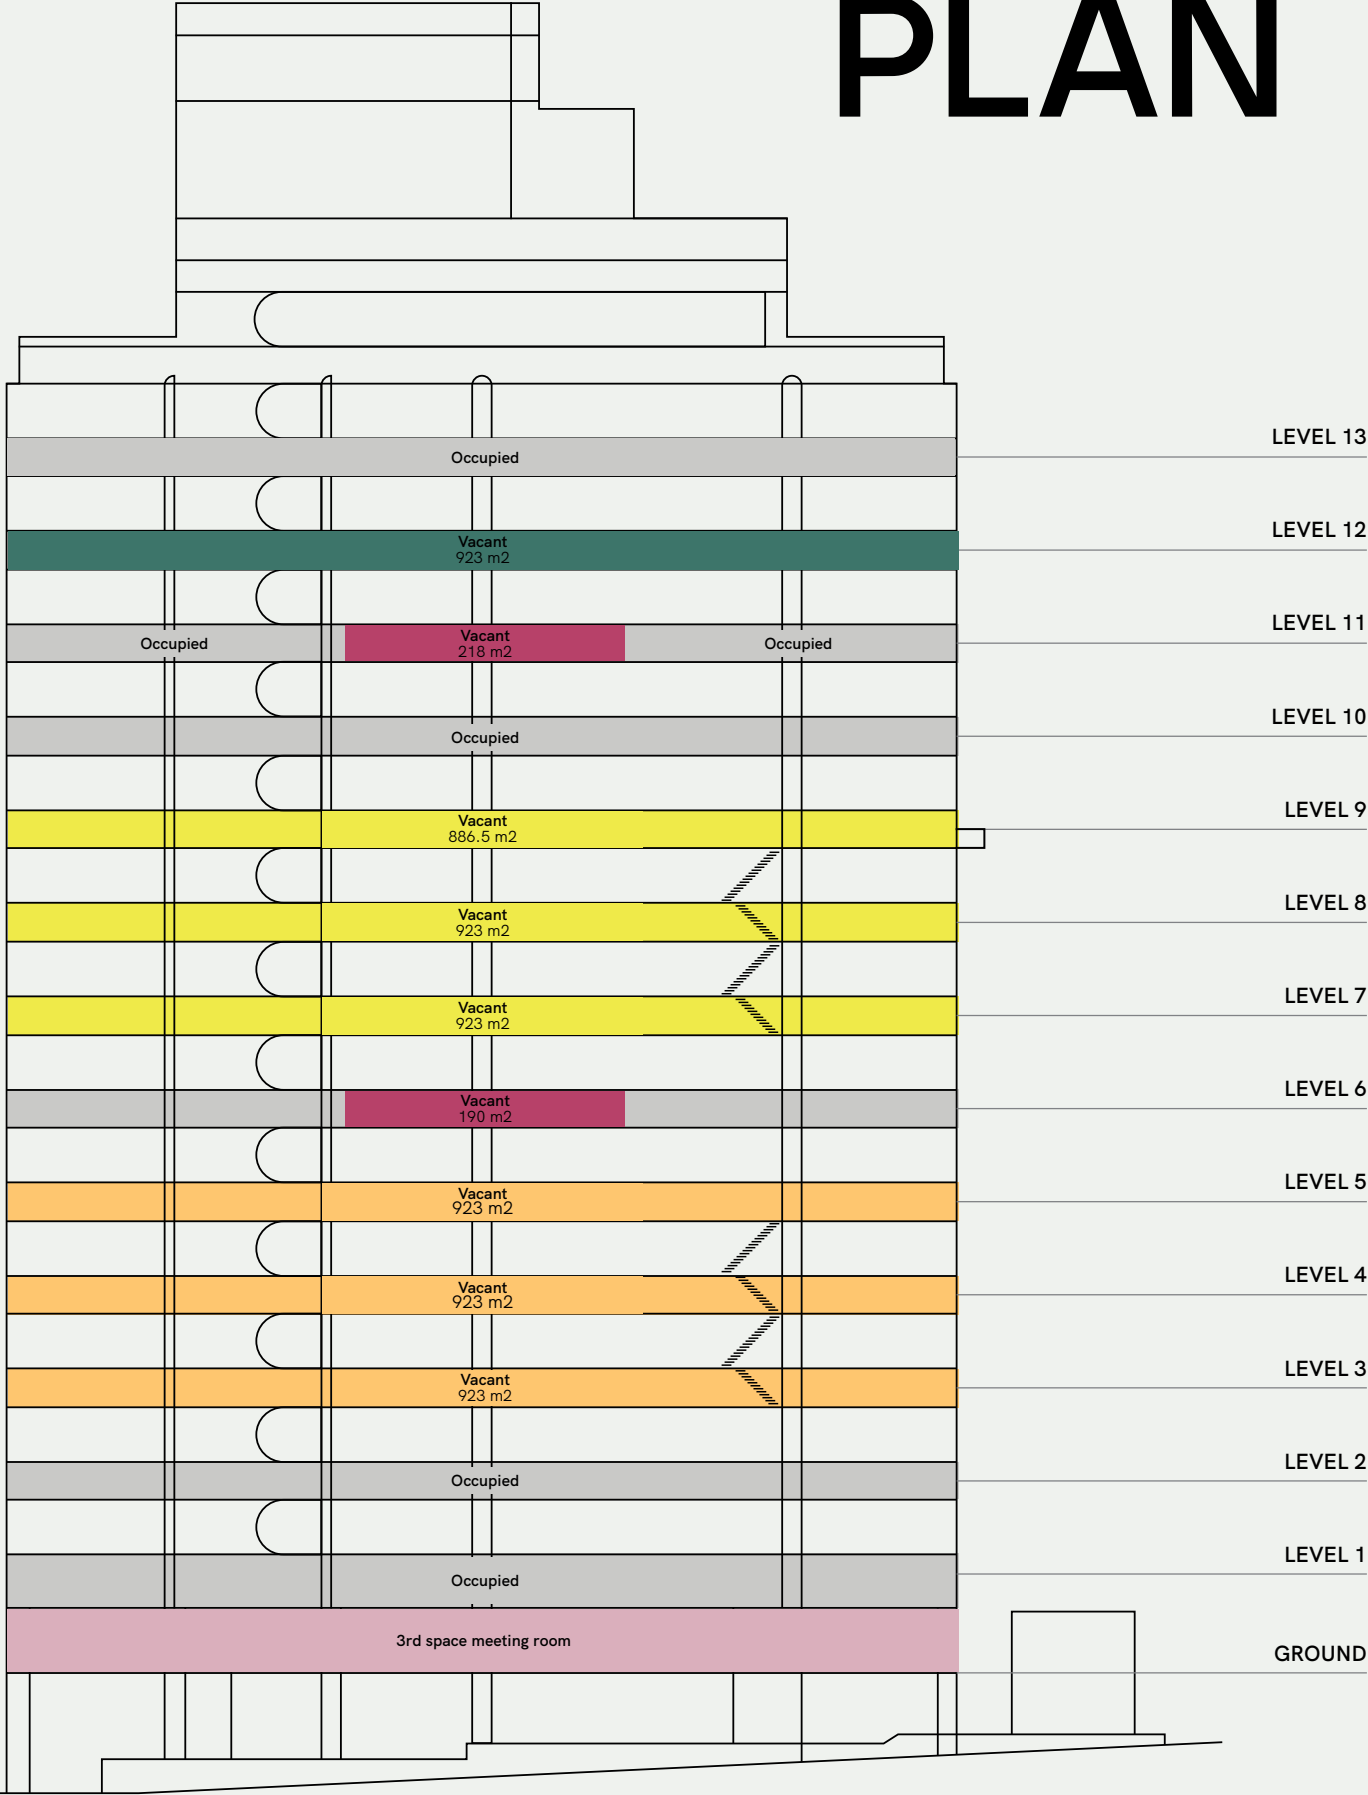 PLAN
LEVEL 13
Occupied
LEVEL 12
Vacant
923 m2
LEVEL 11
Occupied
Vacant
218 m2
Occupied
LEVEL 10
Occupied
LEVEL 9
Vacant
886.5 m2
LEVEL 8
Vacant
923 m2
LEVEL 7
Vacant
923 m2
LEVEL 6
Vacant
190 m2
LEVEL 5
Vacant
923 m2
LEVEL 4
Vacant
923 m2
LEVEL 3
Vacant
923 m2
LEVEL 2
Occupied
LEVEL 1
Occupied
3rd space meeting room
GROUND